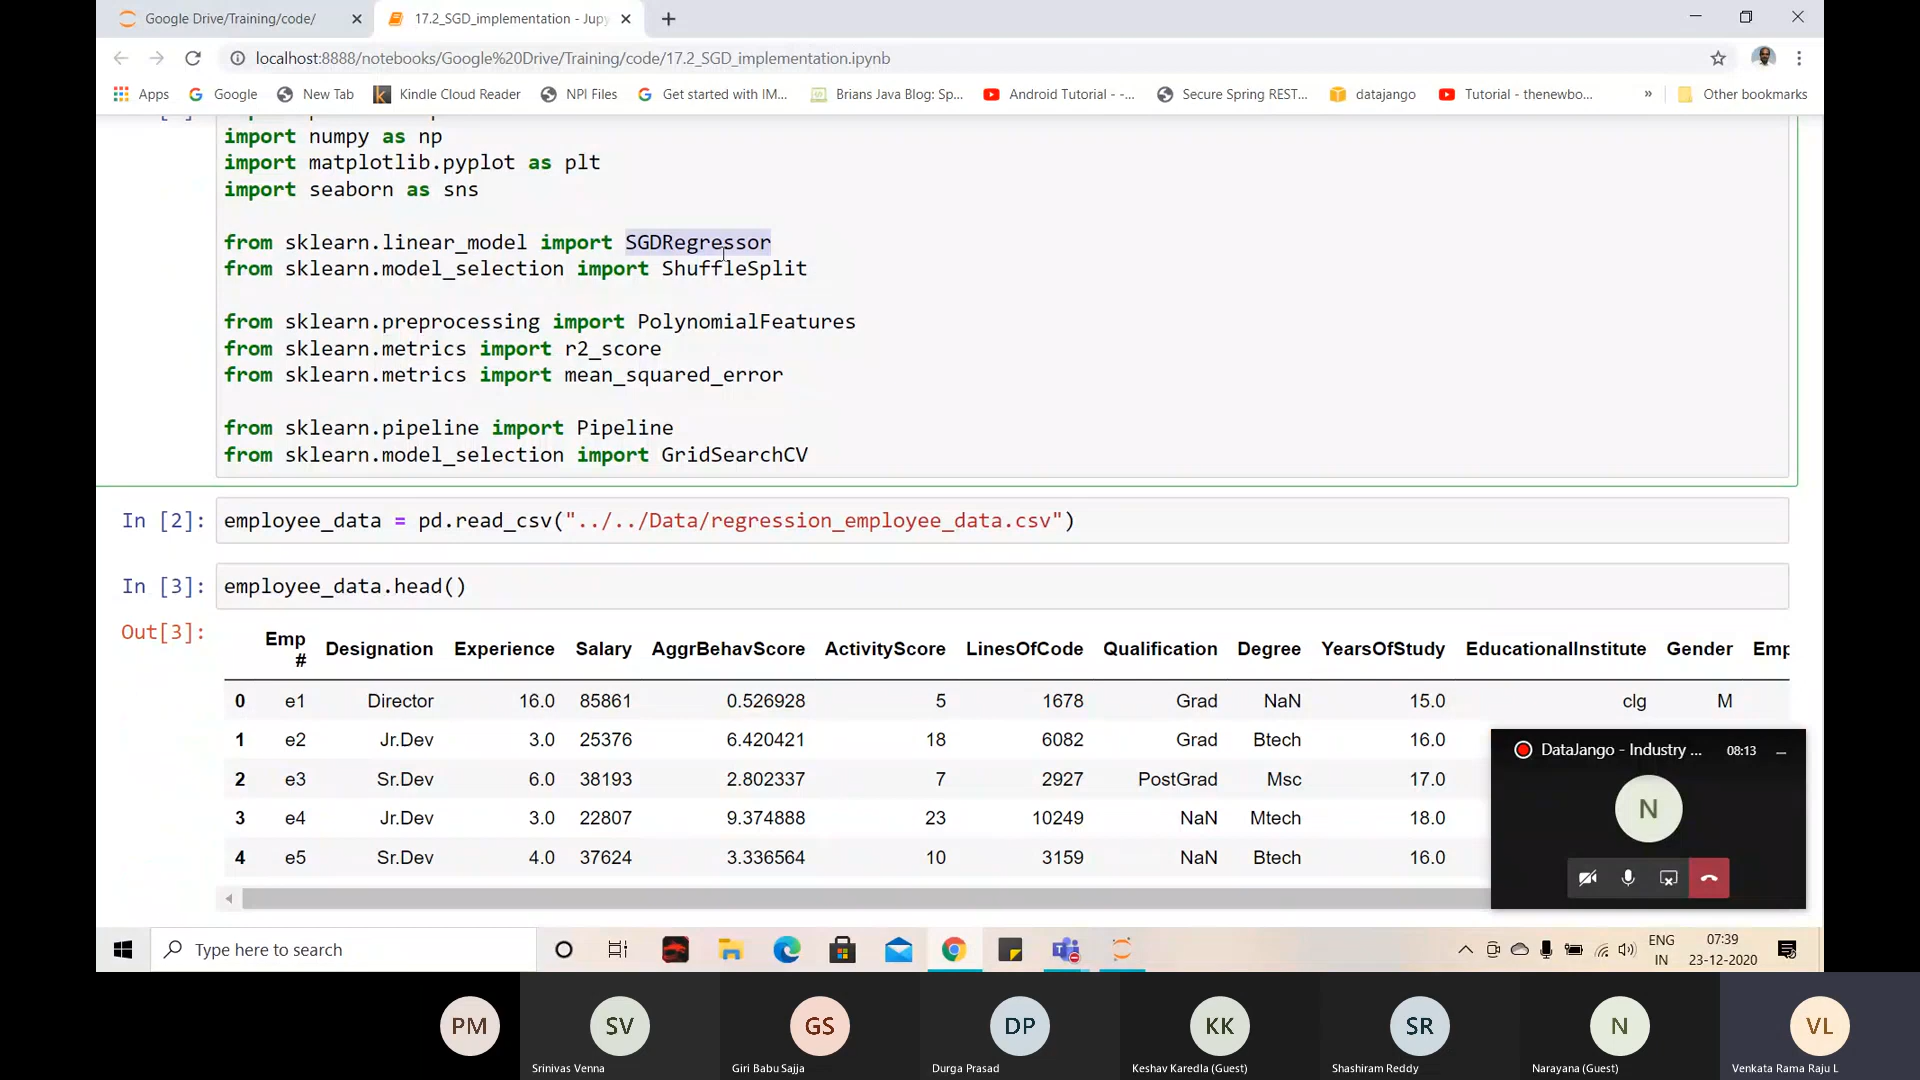 Google Drive/Training/code/
17.2_SGD_implementation - Jupy
localhost:8888/notebooks/Google%20Drive/Training/code/17.2_SGD_implementation.ipynb
Apps Google New Tab Kindle Cloud Reader NPI Files Get started with IM... Brians Java Blog: Sp... Android Tutorial - -... Secure Spring REST... datajango Tutorial - thenewbo... » Other bookmarks
import numpy as np
import matplotlib.pyplot as plt
import seaborn as sns
from sklearn.linear_model import SGDRegressor
from sklearn.model_selection import ShuffleSplit
from sklearn.preprocessing import PolynomialFeatures
from sklearn.metrics import r2_score
from sklearn.metrics import mean_squared_error
from sklearn.pipeline import Pipeline
from sklearn.model_selection import GridSearchCV
In [2]: employee_data = pd.read_csv("../../Data/regression_employee_data.csv")
In [3]: employee_data.head()
Out[3]:
Emp # Designation Experience Salary AggrBehavScore ActivityScore LinesOfCode Qualification Degree YearsOfStudy EducationalInstitute Gender Emp
0 e1 Director 16.0 85861 0.526928 5 1678 Grad NaN 15.0 clg M
1 e2 Jr.Dev 3.0 25376 6.420421 18 6082 Grad Btech 16.0
2 e3 Sr.Dev 6.0 38193 2.802337 7 2927 PostGrad Msc 17.0
3 e4 Jr.Dev 3.0 22807 9.374888 23 10249 NaN Mtech 18.0
4 e5 Sr.Dev 4.0 37624 3.336564 10 3159 NaN Btech 16.0
DataJango - Industry ... 08:13
N
Type here to search
ENG
IN
07:39
23-12-2020
PM SV GS DP KK SR N VL
Srinivas Venna Giri Babu Sajja Durga Prasad Keshav Karedla (Guest) Shashiram Reddy Narayana (Guest) Venkata Rama Raju L